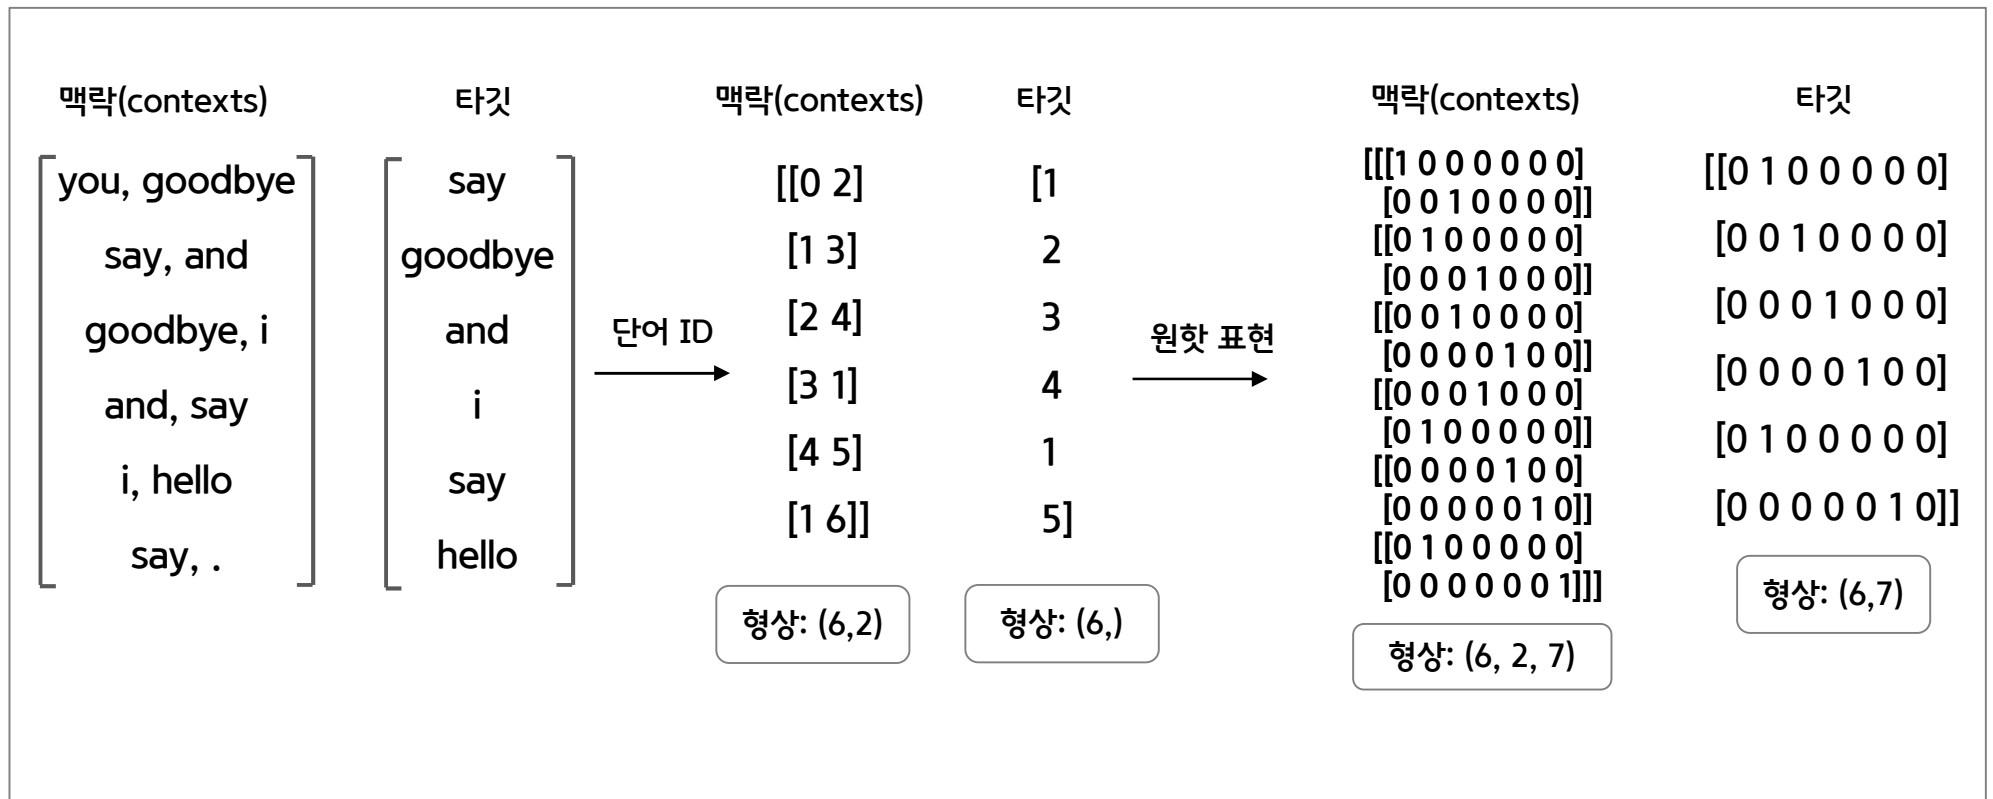 맥락(contexts)
you, goodbye
say, and
goodbye, i
and, say
i, hello
say, .
타깃
say
goodbye
and
i
say
hello
단어 ID
맥락(contexts)
[[0 2]
[1 3]
[2 4]
[3 1]
[4 5]
[1 6]]
형상: (6,2)
타깃
[1
2
3
4
1
5]
형상: (6,)
원핫 표현
맥락(contexts)
[[[1 0 0 0 0 0 0]
[0 0 1 0 0 0 0]]
[[0 1 0 0 0 0 0]
[0 0 0 1 0 0 0]]
[[0 0 1 0 0 0 0]
[0 0 0 0 1 0 0]]
[[0 0 0 1 0 0 0]
[0 1 0 0 0 0 0]]
[[0 0 0 0 1 0 0]
[0 0 0 0 0 1 0]]
[[0 1 0 0 0 0 0]
[0 0 0 0 0 0 1]]]
형상: (6, 2, 7)
타깃
[[0 1 0 0 0 0 0]
[0 0 1 0 0 0 0]
[0 0 0 1 0 0 0]
[0 0 0 0 1 0 0]
[0 1 0 0 0 0 0]
[0 0 0 0 0 1 0]]
형상: (6,7)